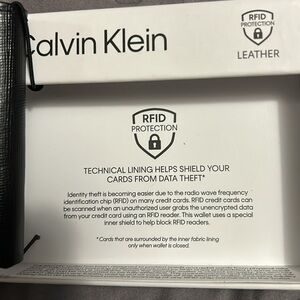 Calvin Klein
RFID
PROTECTION
LEATHER
RFID
PROTECTION
TECHNICAL LINING HELPS SHIELD YOUR
CARDS FROM DATA THEFT*
Identity theft is becoming easier due to the radio wave frequency
identification chip (RFID) on many credit cards. RFID credit cards can
be scanned when an unauthorized user grabs the unencrypted data
from your credit card using an RFID reader. This wallet uses a special
inner shield to help block RFID readers.
* Cards that are surrounded by the inner fabric lining
only when wallet is closed.